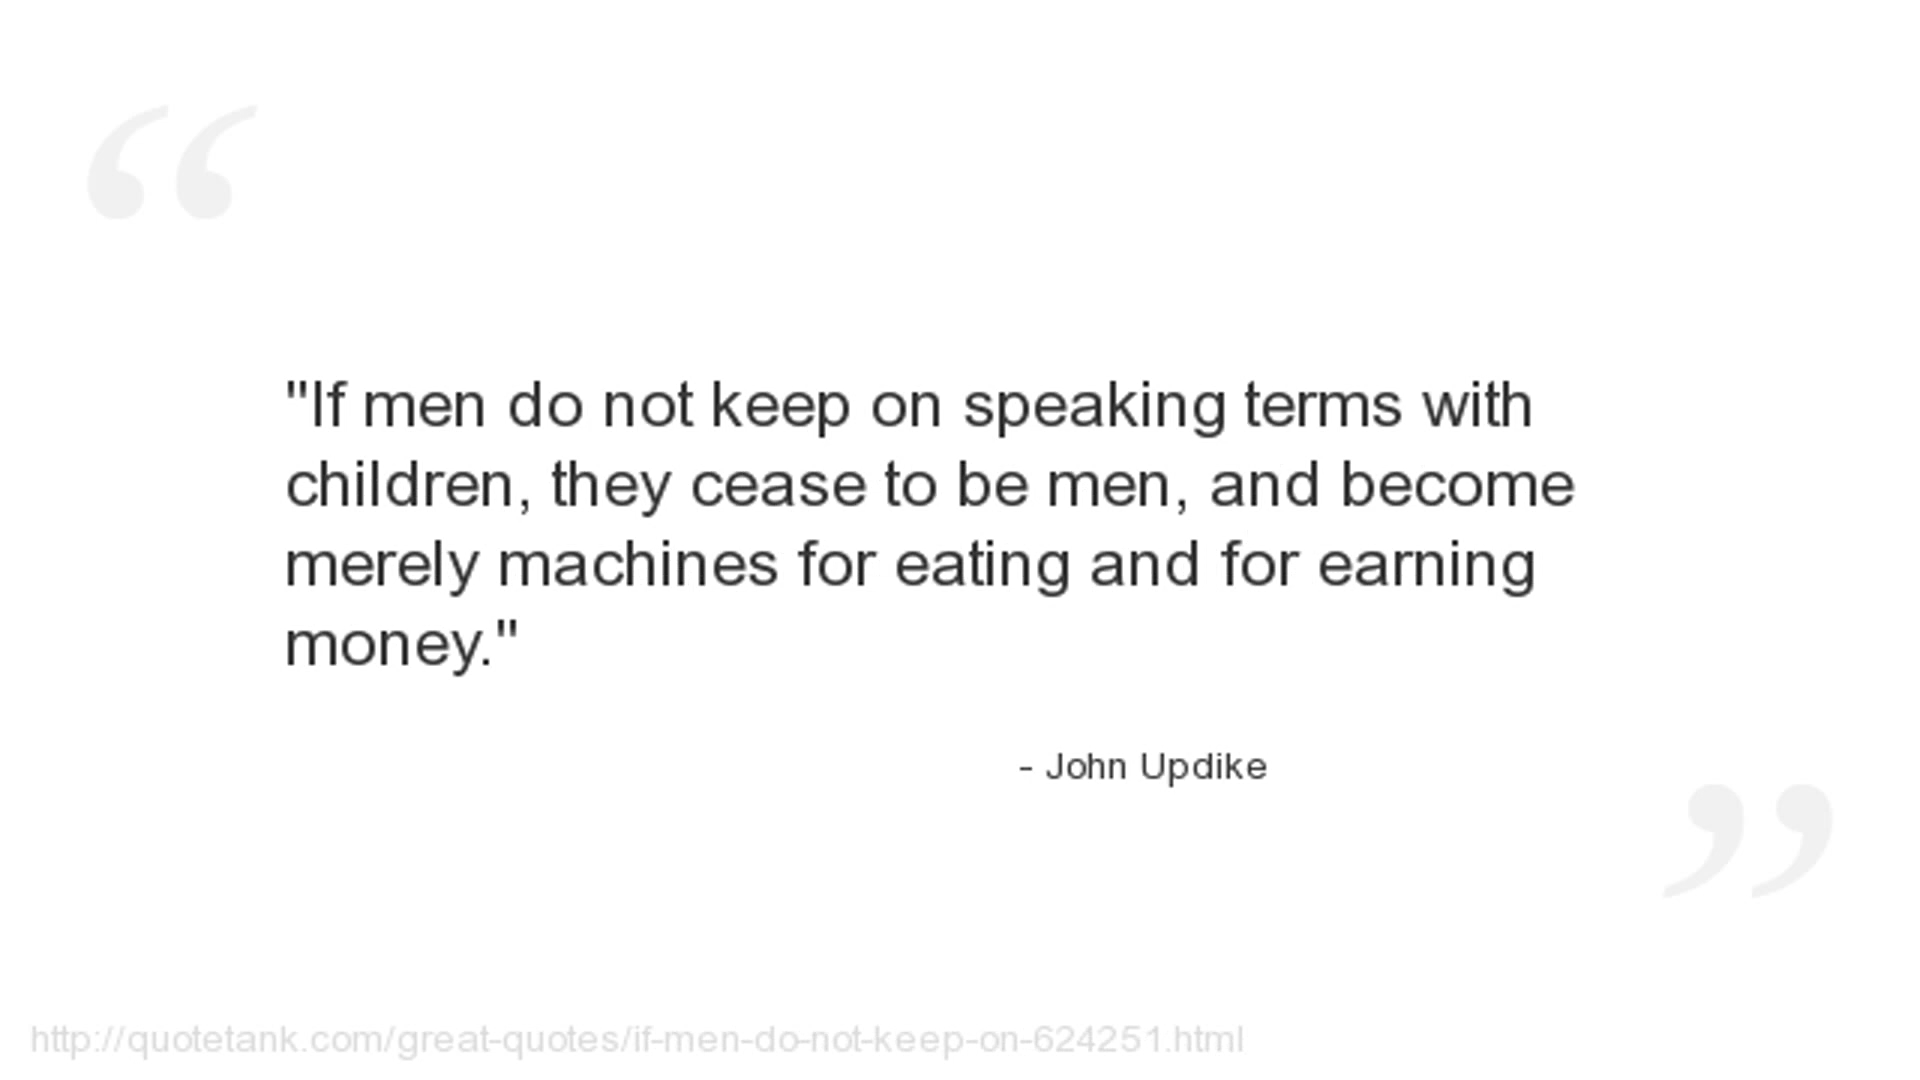 "If men do not keep on speaking terms with
children, they cease to be men, and become
merely machines for eating and for earning
money."
- John Updike
http://quotetank.com/great-quotes/if-men-do-not-keep-on-624251.html